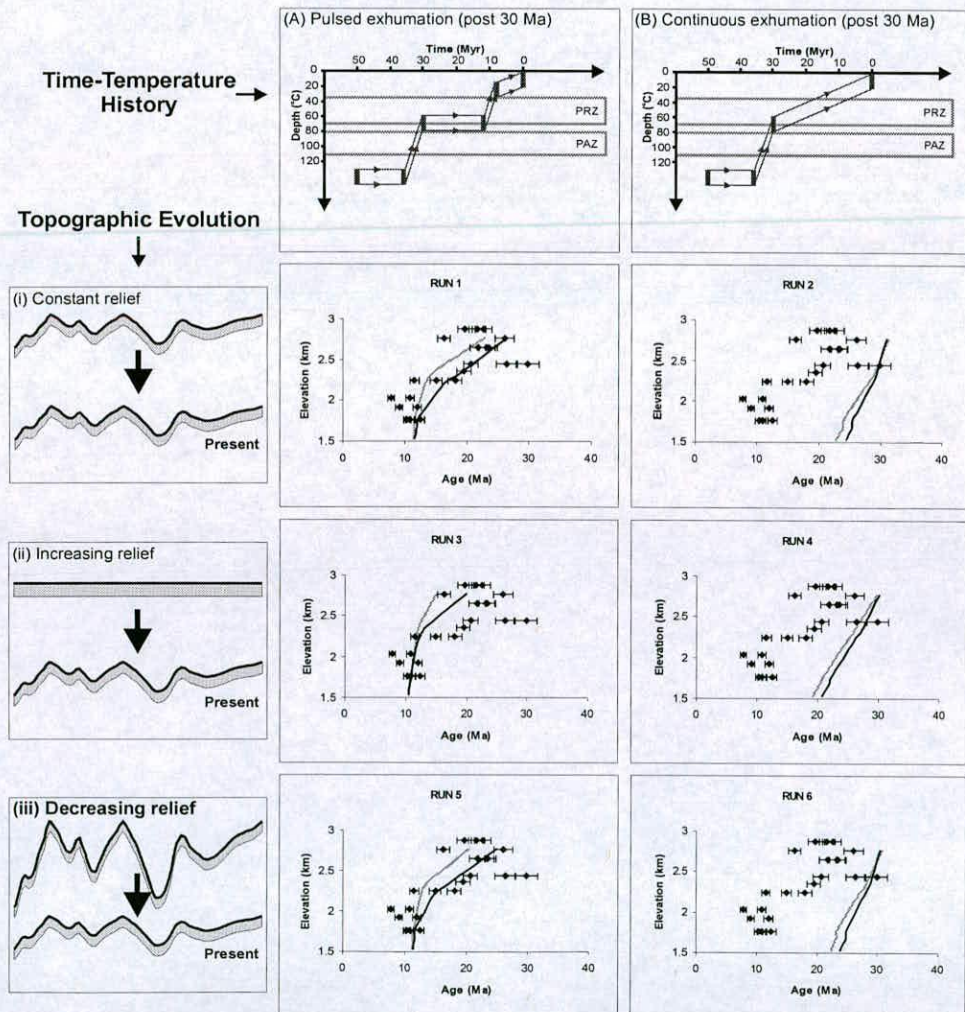 (A) Pulsed exhumation (post 30 Ma)
Time (Myr)
50 40 30 20 10 0
Depth (°C)
0
20
40
60
80
100
120
PRZ
PAZ
(B) Continuous exhumation (post 30 Ma)
Time (Myr)
50 40 30 20 10 0
Depth (°C)
0
20
40
60
80
100
120
PRZ
PAZ
Time-Temperature
History
Topographic Evolution
(i) Constant relief
Present
RUN 1
Elevation (km)
3
2.5
2
1.5
0 10 20 30 40
Age (Ma)
RUN 2
Elevation (km)
3
2.5
2
1.5
0 10 20 30 40
Age (Ma)
(ii) Increasing relief
Present
RUN 3
Elevation (km)
3
2.5
2
1.5
0 10 20 30 40
Age (Ma)
RUN 4
Elevation (km)
3
2.5
2
1.5
0 10 20 30 40
Age (Ma)
(iii) Decreasing relief
Present
RUN 5
Elevation (km)
3
2.5
2
1.5
0 10 20 30 40
Age (Ma)
RUN 6
Elevation (km)
3
2.5
2
1.5
0 10 20 30 40
Age (Ma)